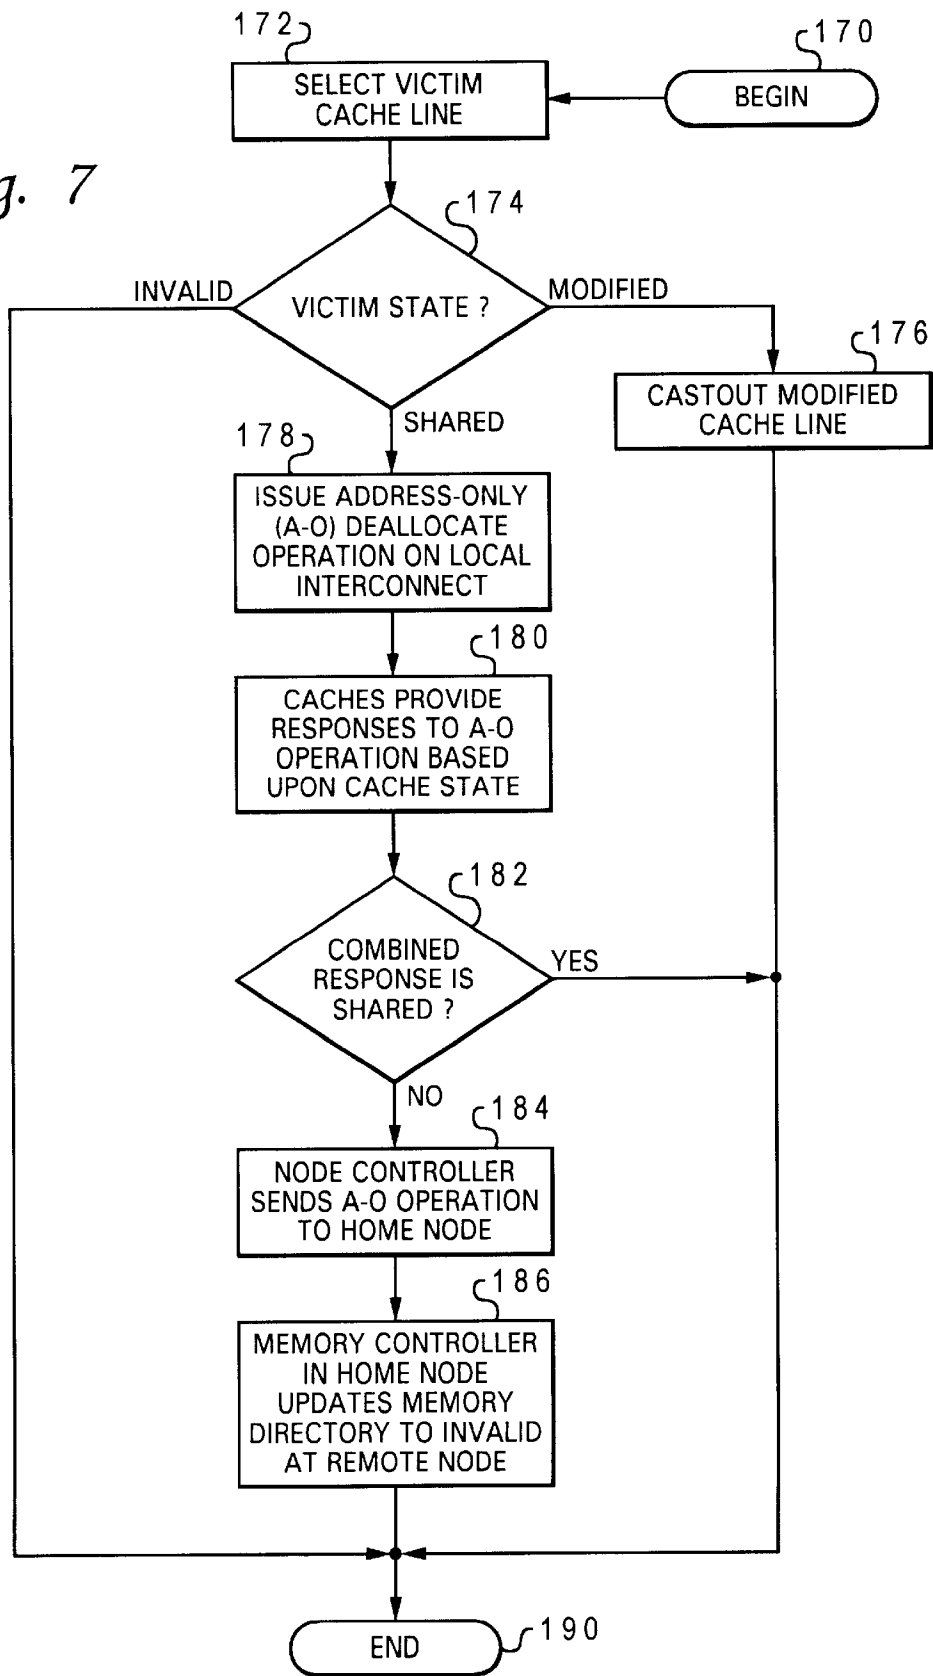 172
170
SELECT VICTIM
CACHE LINE
BEGIN
g. 7
174
INVALID
VICTIM STATE ?
MODIFIED
176
CASTOUT MODIFIED
CACHE LINE
SHARED
178
ISSUE ADDRESS-ONLY
(A-O) DEALLOCATE
OPERATION ON LOCAL
INTERCONNECT
180
CACHES PROVIDE
RESPONSES TO A-O
OPERATION BASED
UPON CACHE STATE
182
COMBINED
RESPONSE IS
SHARED ?
YES
NO
184
NODE CONTROLLER
SENDS A-O OPERATION
TO HOME NODE
186
MEMORY CONTROLLER
IN HOME NODE
UPDATES MEMORY
DIRECTORY TO INVALID
AT REMOTE NODE
END
190